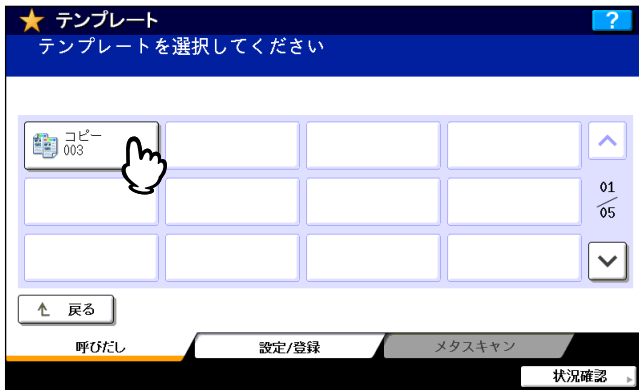 テンプレート
?
テンプレートを選択してください
コピー
003
01
05
戻る
呼びだし
設定/登録
メタスキャン
状況確認